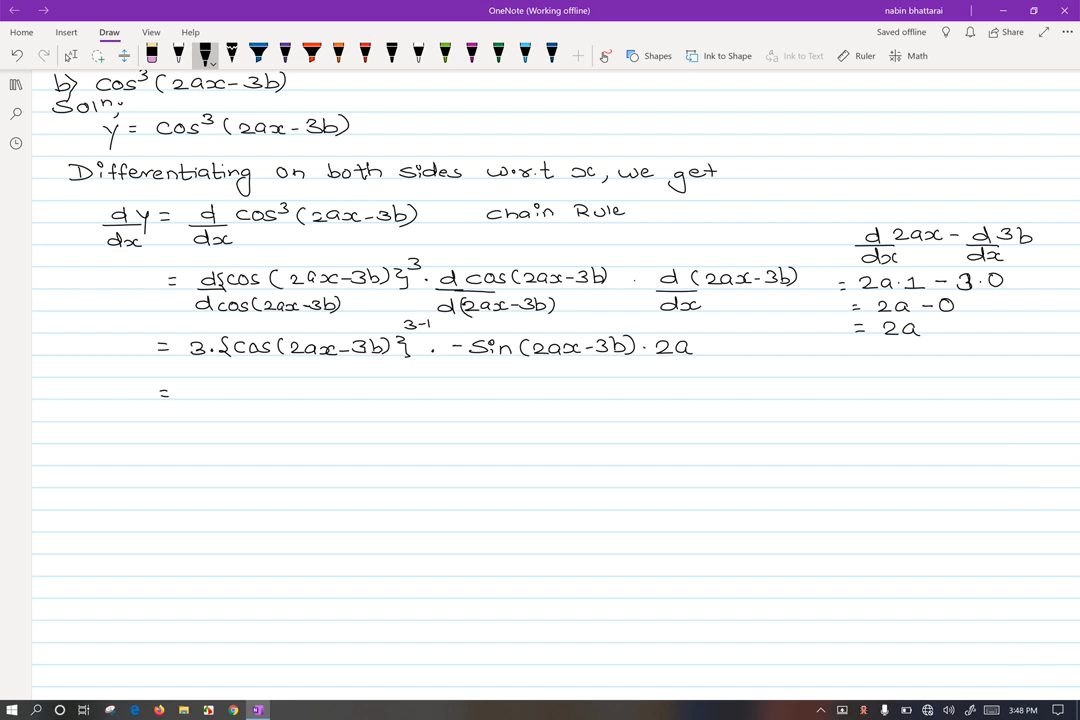 OneNote (Working offline)
nabin bhattarai
Home Insert Draw View Help
Saved offline
Share
Shapes
Ink to Shape
Ink to Text
Ruler
Math
b) cos³(2ax-3b)
Soln;
y = cos³(2ax-3b)
Differentiating on both sides w.r.t x, we get
dy/dx = d/dx cos³(2ax-3b) chain Rule
= d{cos(2ax-3b)}³/dcos(2ax-3b) · d cos(2ax-3b)/d(2ax-3b) · d/dx (2ax-3b)
= 3·{cos(2ax-3b)}³⁻¹ · -sin(2ax-3b) · 2a
=
d/dx 2ax - d/dx 3b
= 2a·1 - 3·0
= 2a - 0
= 2a
3:48 PM